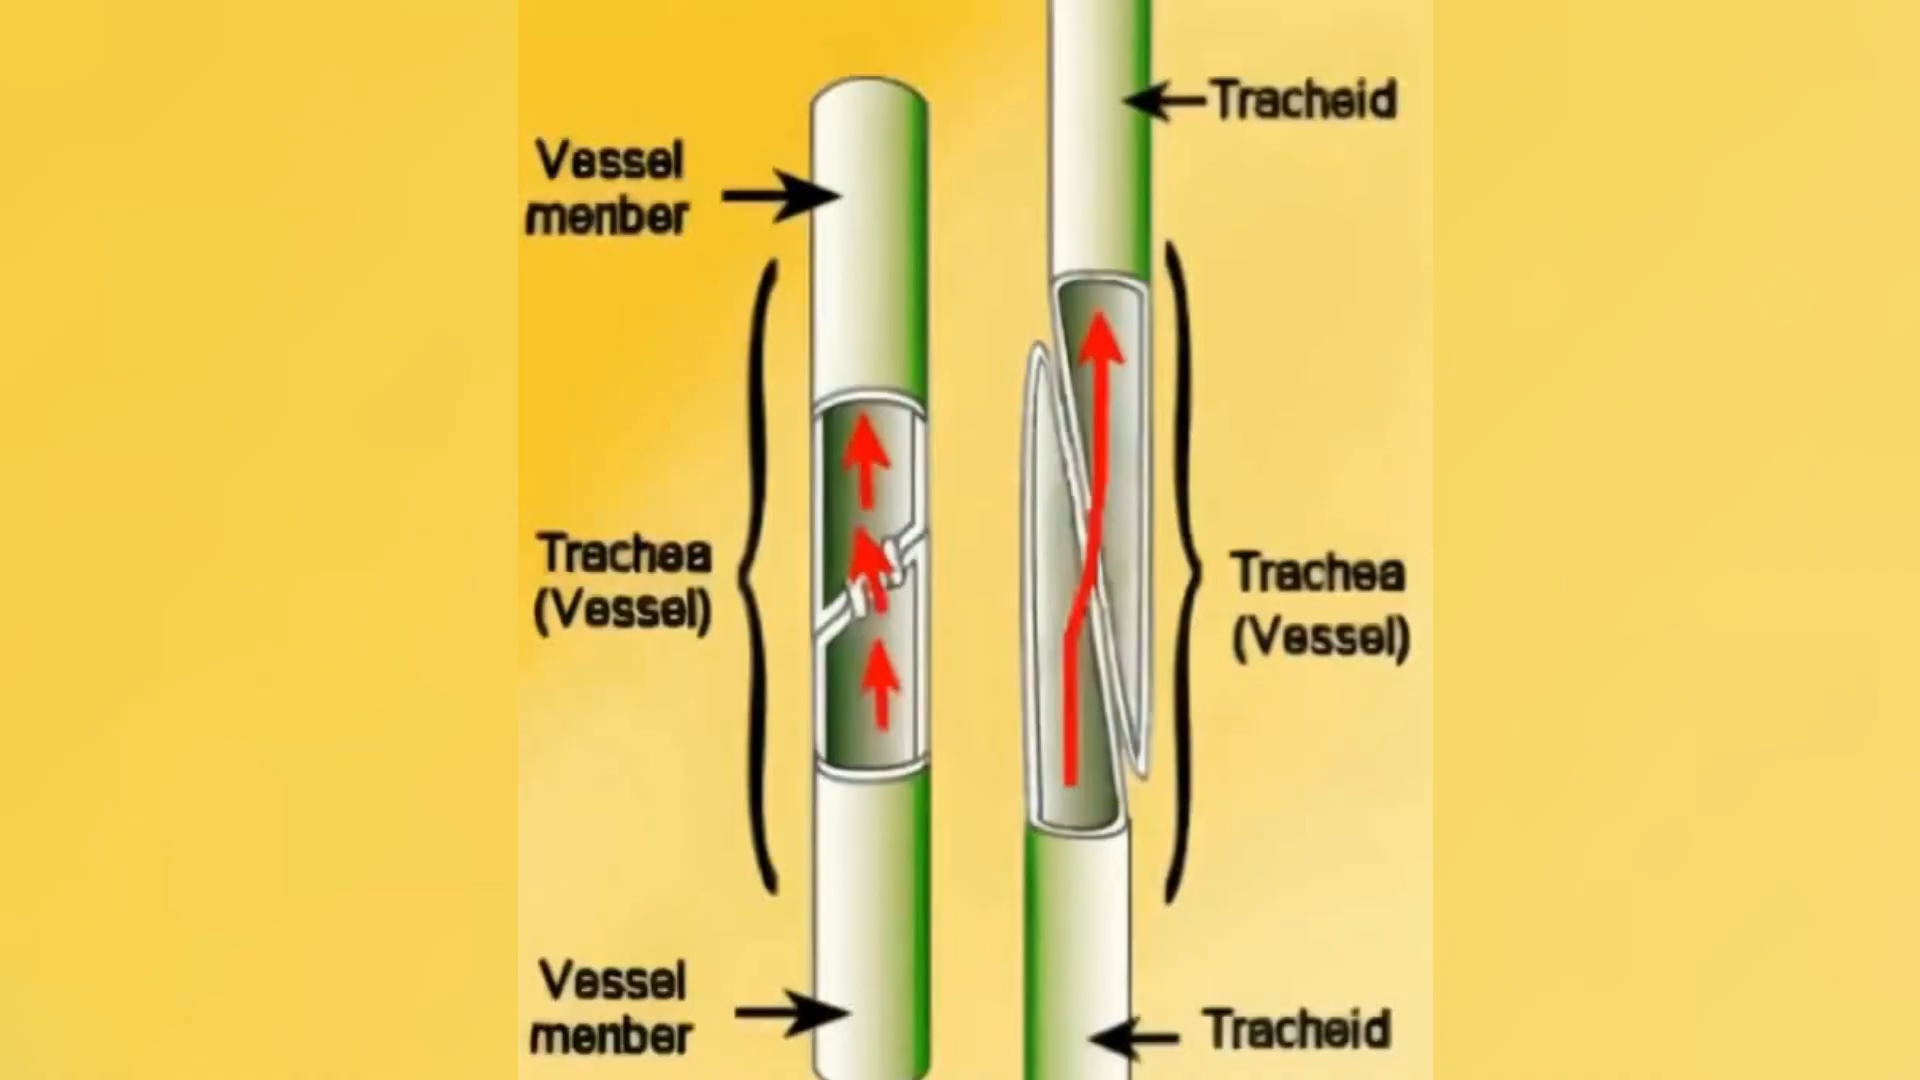 Tracheid
Vessel
menber
Trachea
(Vessel)
Trachea
(Vessel)
Vessel
menber
Tracheid